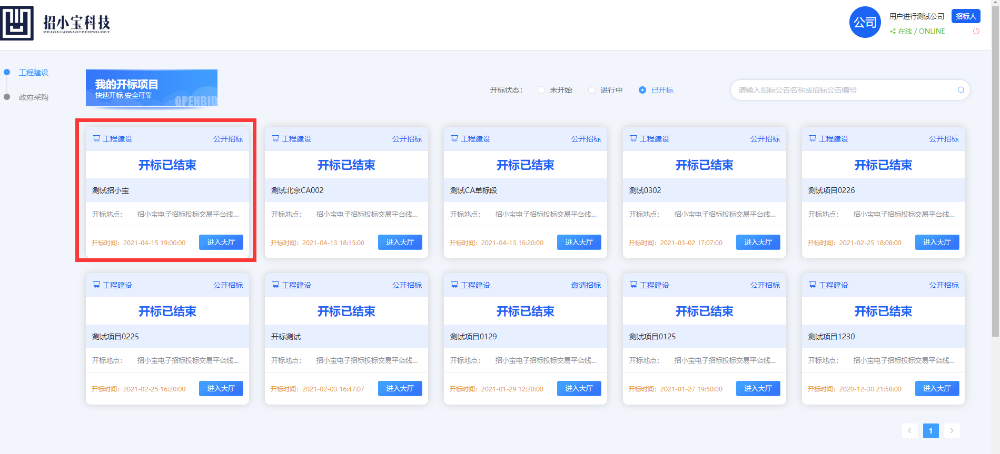 招小宝科技
ZHAOXIAOBAOTECHNOLOGY
公司
用户进行测试公司 招标人
在线 / ONLINE
工程建设
政府采购
我的开标项目
快速开标 安全可靠
OPENBID
开标状态： 未开始 进行中 已开标
请输入招标公告名称或招标公告编号
工程建设 公开招标
开标已结束
测试招小宝
开标地点： 招小宝电子招标投标交易平台线...
开标时间：2021-04-15 19:00:00 进入大厅
工程建设 公开招标
开标已结束
测试北京CA002
开标地点： 招小宝电子招标投标交易平台线...
开标时间：2021-04-13 18:15:00 进入大厅
工程建设 公开招标
开标已结束
测试CA单标段
开标地点： 招小宝电子招标投标交易平台线...
开标时间：2021-04-13 16:20:00 进入大厅
工程建设 公开招标
开标已结束
测试0302
开标地点： 招小宝电子招标投标交易平台线...
开标时间：2021-03-02 17:07:00 进入大厅
工程建设 公开招标
开标已结束
测试项目0226
开标地点： 招小宝电子招标投标交易平台线...
开标时间：2021-02-25 18:08:00 进入大厅
工程建设 公开招标
开标已结束
测试项目0225
开标地点： 招小宝电子招标投标交易平台线...
开标时间：2021-02-25 16:20:00 进入大厅
工程建设 公开招标
开标已结束
开标测试
开标地点： 招小宝电子招标投标交易平台线...
开标时间：2021-02-03 16:47:07 进入大厅
工程建设 邀请招标
开标已结束
测试项目0129
开标地点： 招小宝电子招标投标交易平台线...
开标时间：2021-01-29 12:20:00 进入大厅
工程建设 公开招标
开标已结束
测试项目0125
开标地点： 招小宝电子招标投标交易平台线...
开标时间：2021-01-27 19:50:00 进入大厅
工程建设 公开招标
开标已结束
测试项目1230
开标地点： 招小宝电子招标投标交易平台线...
开标时间：2020-12-30 21:58:00 进入大厅
1